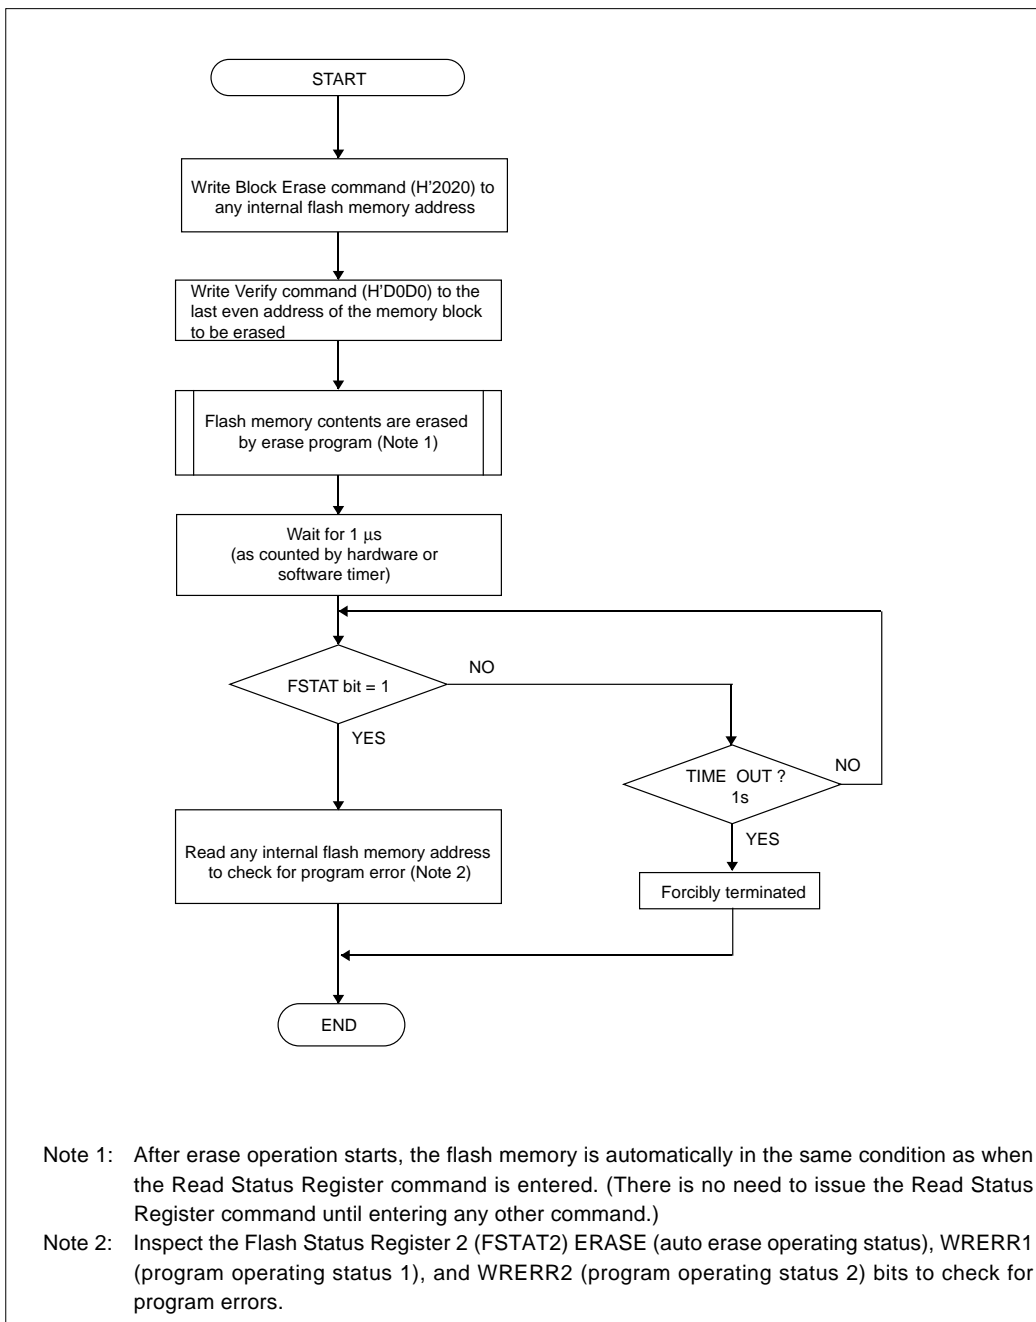 START
Write Block Erase command (H'2020) to
any internal flash memory address
Write Verify command (H'D0D0) to the
last even address of the memory block
to be erased
Flash memory contents are erased
by erase program (Note 1)
Wait for 1 μs
(as counted by hardware or
software timer)
FSTAT bit = 1
NO
YES
TIME OUT ?
1s
NO
YES
Read any internal flash memory address
to check for program error (Note 2)
Forcibly terminated
END
Note 1: After erase operation starts, the flash memory is automatically in the same condition as when
the Read Status Register command is entered. (There is no need to issue the Read Status
Register command until entering any other command.)
Note 2: Inspect the Flash Status Register 2 (FSTAT2) ERASE (auto erase operating status), WRERR1
(program operating status 1), and WRERR2 (program operating status 2) bits to check for
program errors.